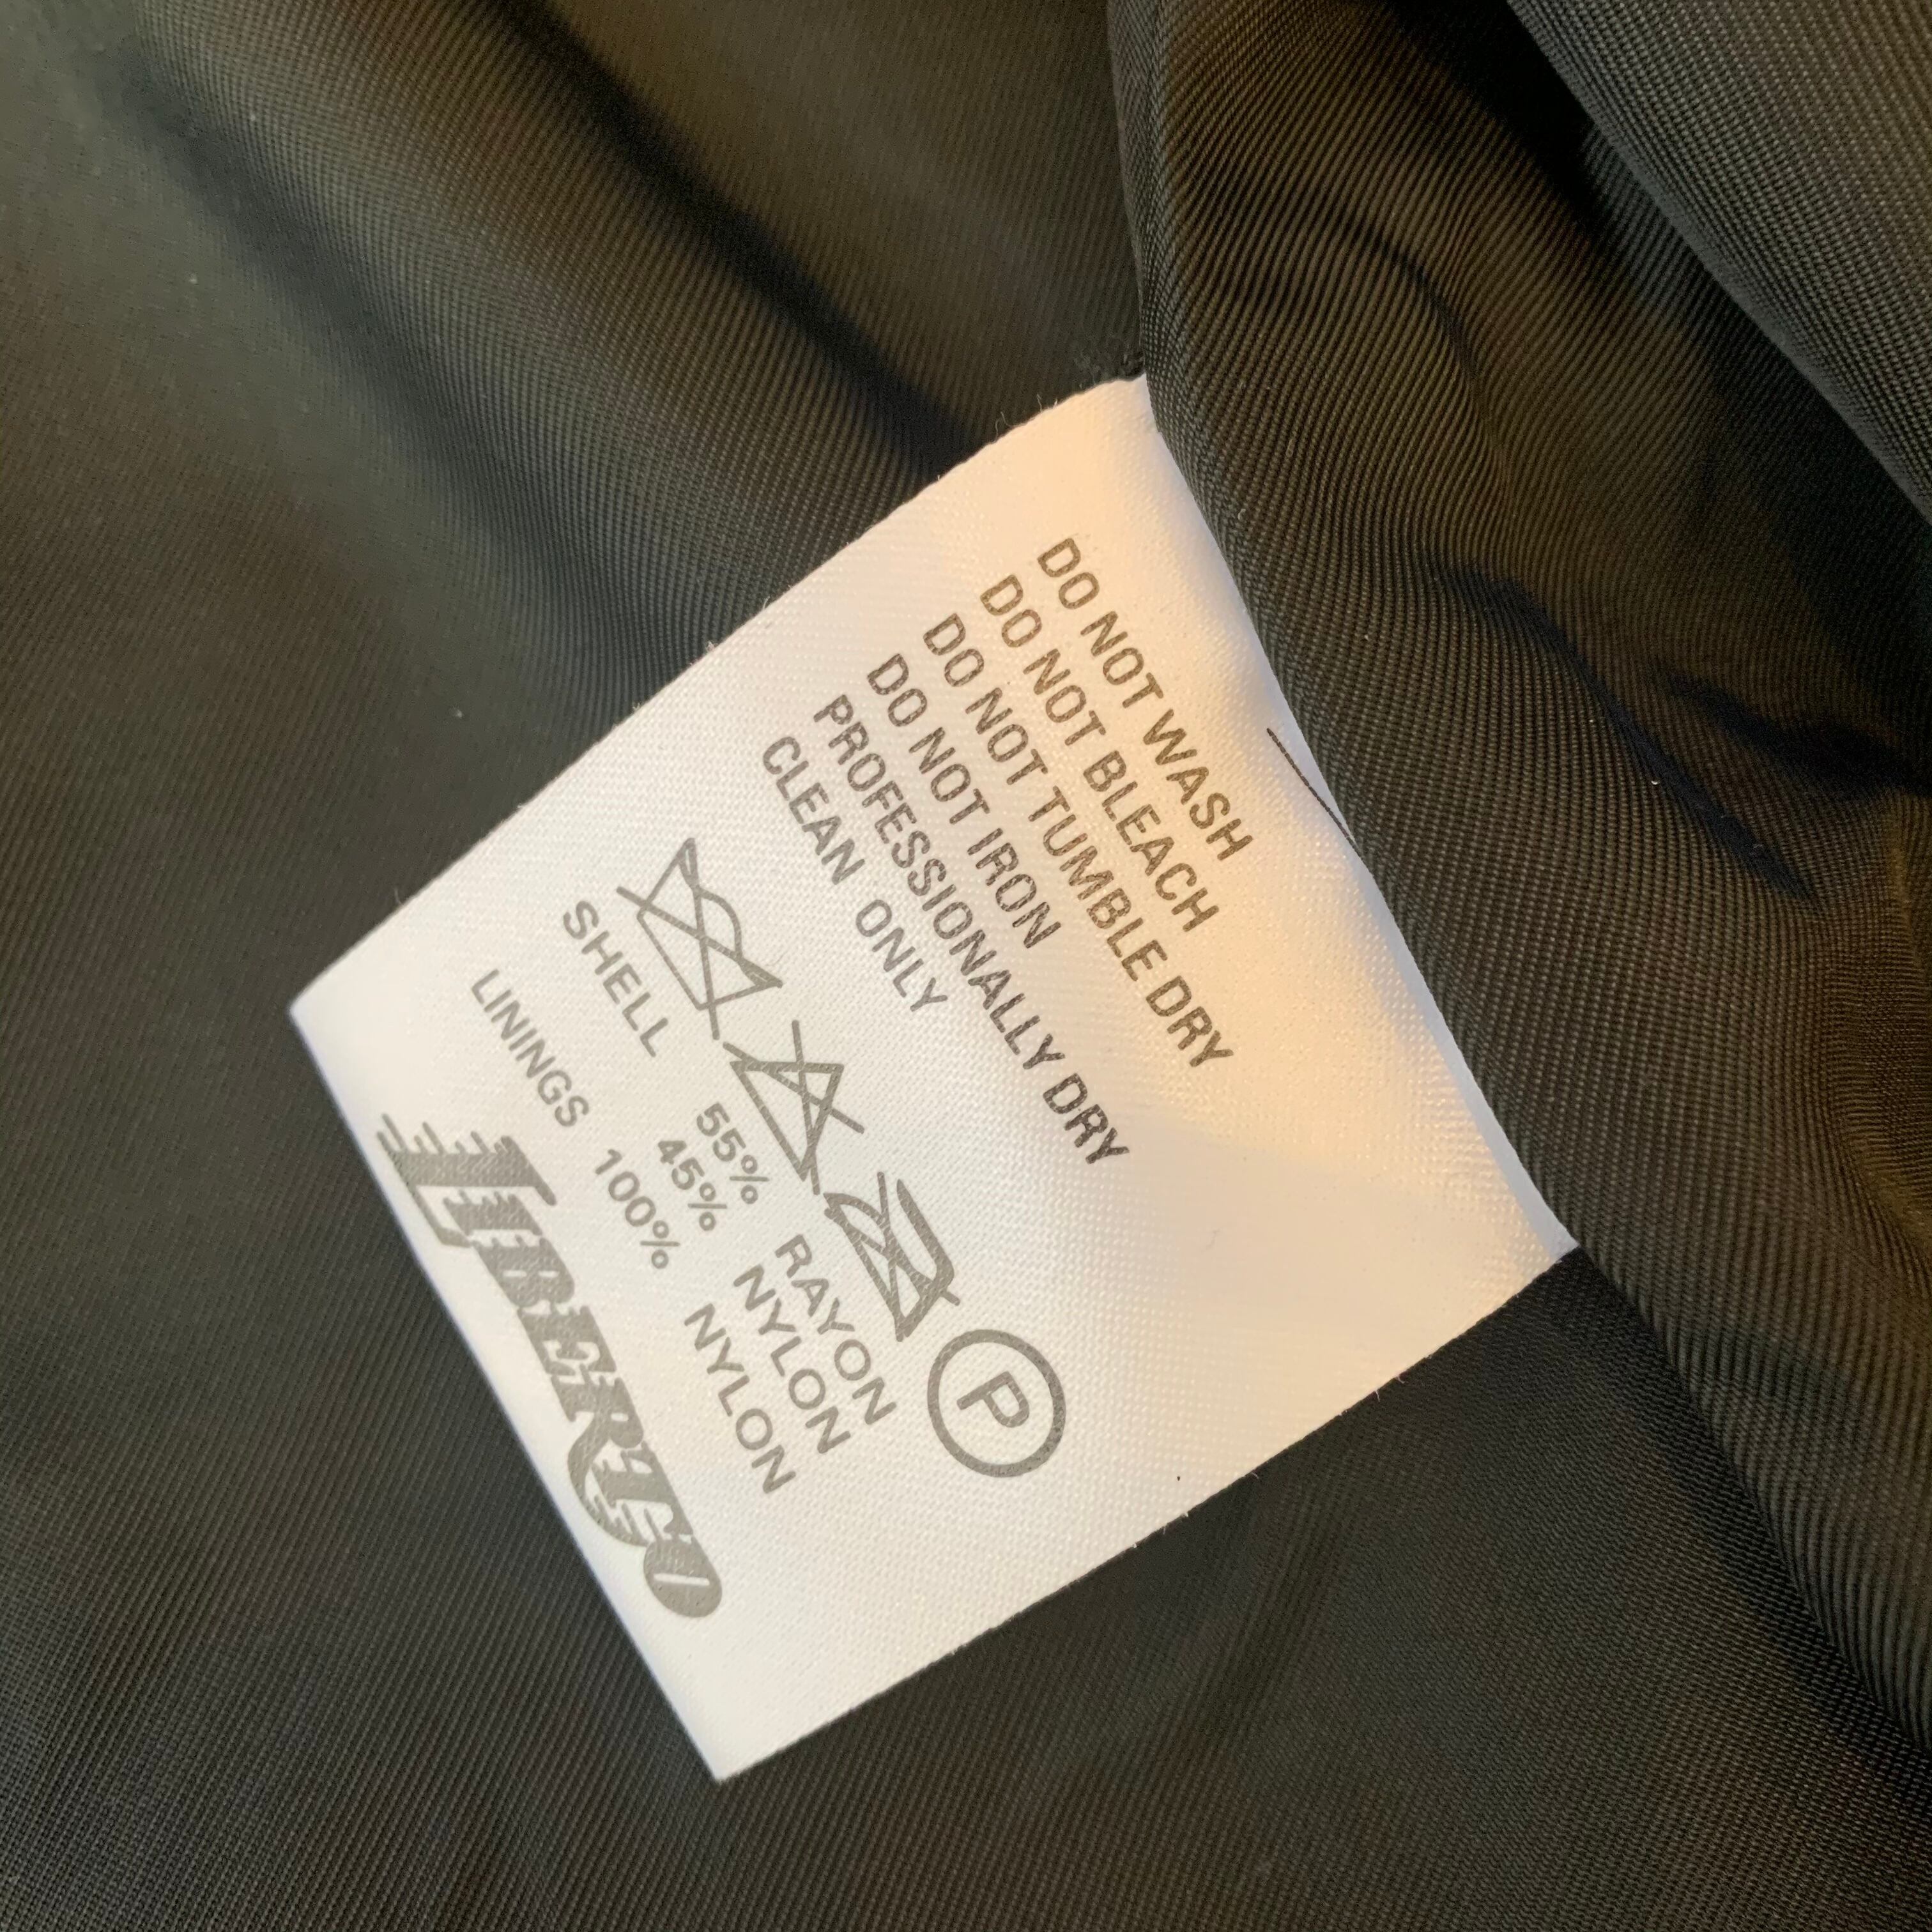 DO NOT WASH
DO NOT BLEACH
DO NOT TUMBLE DRY
DO NOT IRON
PROFESSIONALLY DRY
CLEAN ONLY
P
SHELL 55% RAYON
45% NYLON
LININGS 100% NYLON
LIBERTO